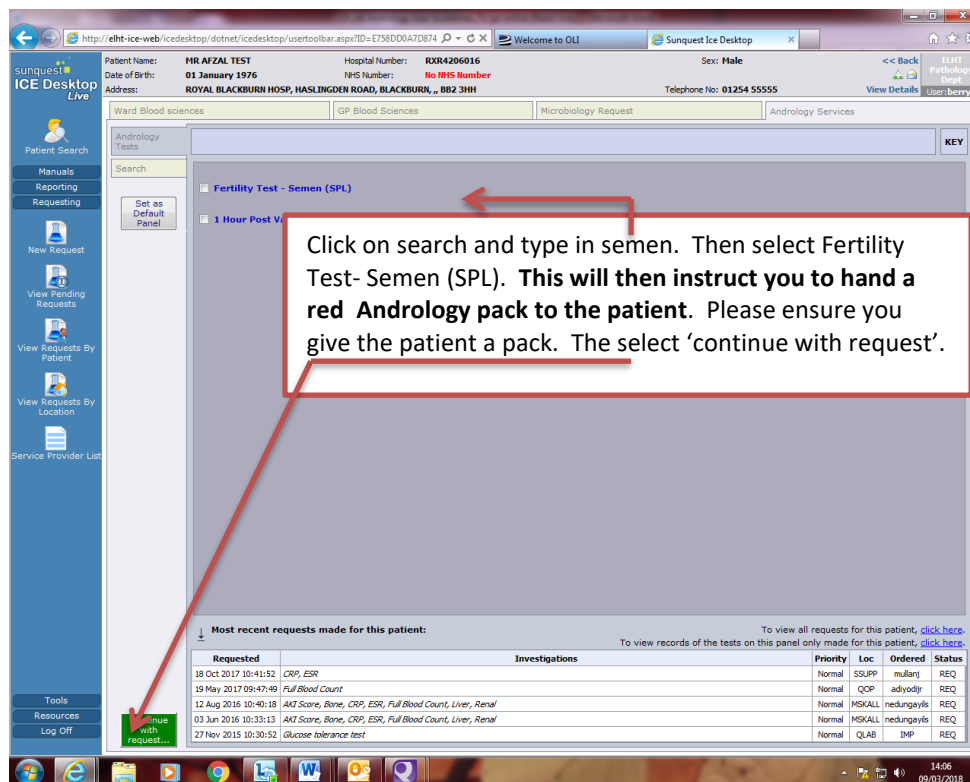 http://elht-ice-web/icedesktop/dotnet/icedesktop/usertoolbar.aspx?ID=E758DD0A7D874
Welcome to OLI
Sunquest Ice Desktop
sunquest
ICE Desktop
Live
Patient Name: MR AFZAL TEST Hospital Number: RXR4206016 Sex: Male << Back
Date of Birth: 01 January 1976 NHS Number: No NHS Number
Address: ROYAL BLACKBURN HOSP, HASLINGDEN ROAD, BLACKBURN, ,, BB2 3HH Telephone No: 01254 55555 View Details
ELHT
Pathology
Dept
User:berry
Ward Blood sciences GP Blood Sciences Microbiology Request Andrology Services
Patient Search
Manuals
Reporting
Requesting
New Request
View Pending
Requests
View Requests By
Patient
View Requests By
Location
Service Provider List
Tools
Resources
Log Off
Andrology
Tests
Search
Set as
Default
Panel
KEY
Fertility Test - Semen (SPL)
1 Hour Post
Click on search and type in semen. Then select Fertility
Test- Semen (SPL). This will then instruct you to hand a
red Andrology pack to the patient. Please ensure you
give the patient a pack. The select ‘continue with request’.
Most recent requests made for this patient:
To view all requests for this patient, click here.
To view records of the tests on this panel only made for this patient, click here.
Requested Investigations Priority Loc Ordered Status
18 Oct 2017 10:41:52 CRP, ESR Normal SSUPP mullanj REQ
19 May 2017 09:47:49 Full Blood Count Normal QOP adiyodijr REQ
12 Aug 2016 10:40:18 AKI Score, Bone, CRP, ESR, Full Blood Count, Liver, Renal Normal MSKALL nedungayils REQ
03 Jun 2016 10:33:13 AKI Score, Bone, CRP, ESR, Full Blood Count, Liver, Renal Normal MSKALL nedungayils REQ
27 Nov 2015 10:30:52 Glucose tolerance test Normal QLAB IMP REQ
with
request...
14:06
09/03/2018